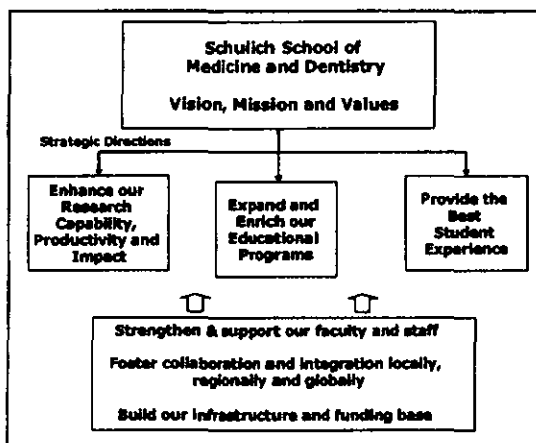 Schulich School of
Medicine and Dentistry
Vision, Mission and Values
Strategic Directions
Enhance our
Research
Capability,
Productivity and
Impact
Expand and
Enrich our
Educational
Programs
Provide the
Best
Student
Experience
Strengthen & support our faculty and staff
Foster collaboration and integration locally,
regionally and globally
Build our infrastructure and funding base